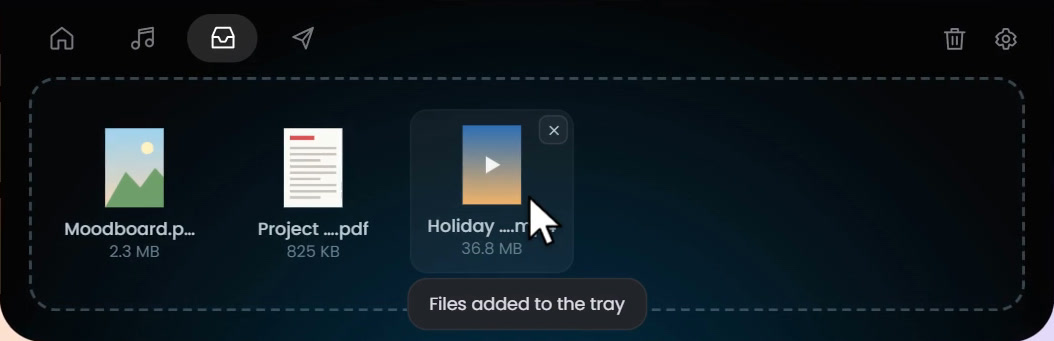 Moodboard.p...
2.3 MB
Project ....pdf
825 KB
Holiday ....m
36.8 MB
Files added to the tray